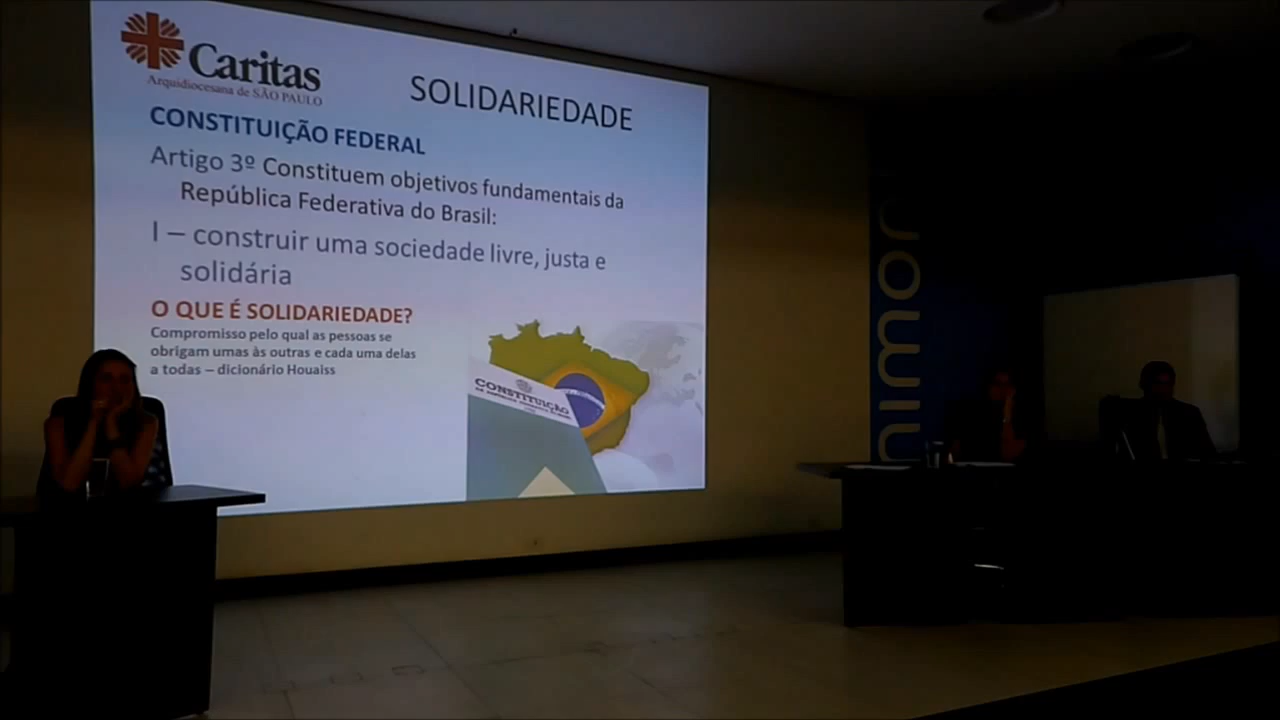 Caritas
Arquidiocesana de SÃO PAULO
SOLIDARIEDADE
CONSTITUIÇÃO FEDERAL
Artigo 3º Constituem objetivos fundamentais da
República Federativa do Brasil:
I – construir uma sociedade livre, justa e
solidária
O QUE É SOLIDARIEDADE?
Compromisso pelo qual as pessoas se
obrigam umas às outras e cada uma delas
a todas – dicionário Houaiss
CONSTITUIÇÃO
nimor